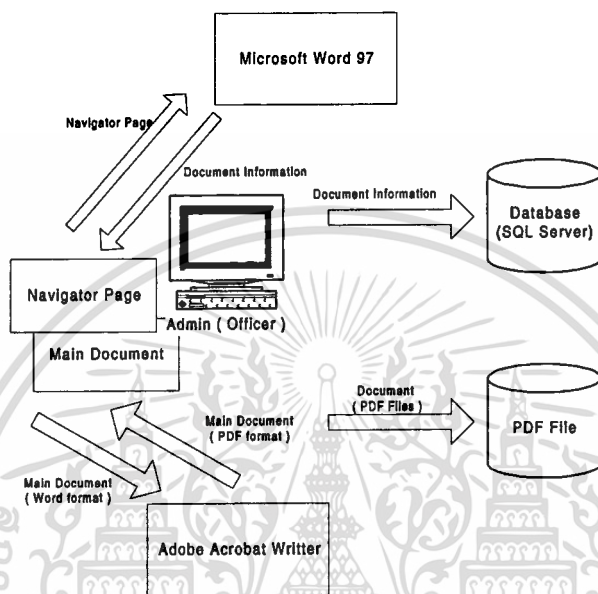 Microsoft Word 97
Navigator Page
Document Information
Document Information
Database
(SQL Server)
Navigator Page
Admin ( Officer )
Main Document
Document
( PDF Files )
Main Document
( PDF format )
PDF File
Main Document
( Word format )
Adobe Acrobat Writter